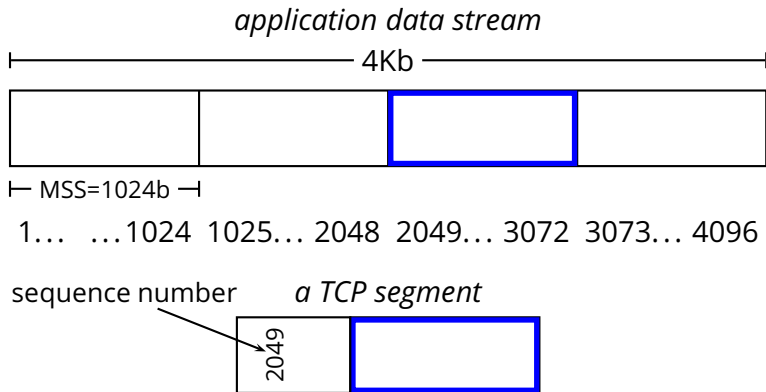 application data stream
4Kb
MSS=1024b
1... ...1024 1025... 2048 2049... 3072 3073... 4096
sequence number a TCP segment
2049